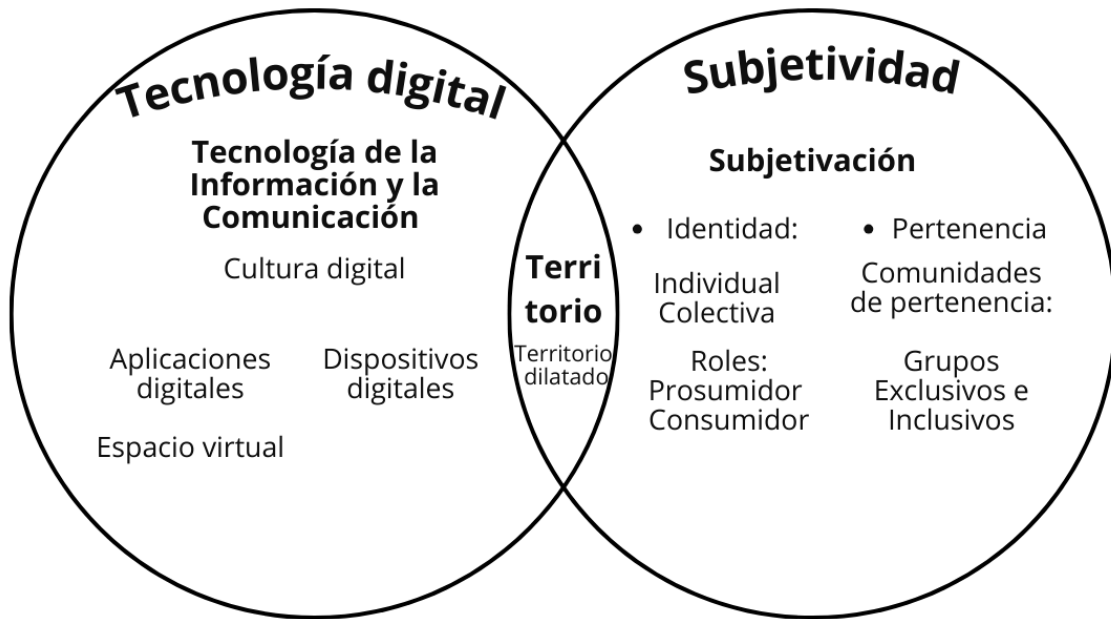 Tecnología digital
Tecnología de la
Información y la
Comunicación
Cultura digital
Aplicaciones
digitales
Dispositivos
digitales
Espacio virtual
Terri
torio
Territorio
dilatado
Subjetividad
Subjetivación
• Identidad:
Individual
Colectiva
Roles:
Prosumidor
Consumidor
• Pertenencia
Comunidades
de pertenencia:
Grupos
Exclusivos e
Inclusivos